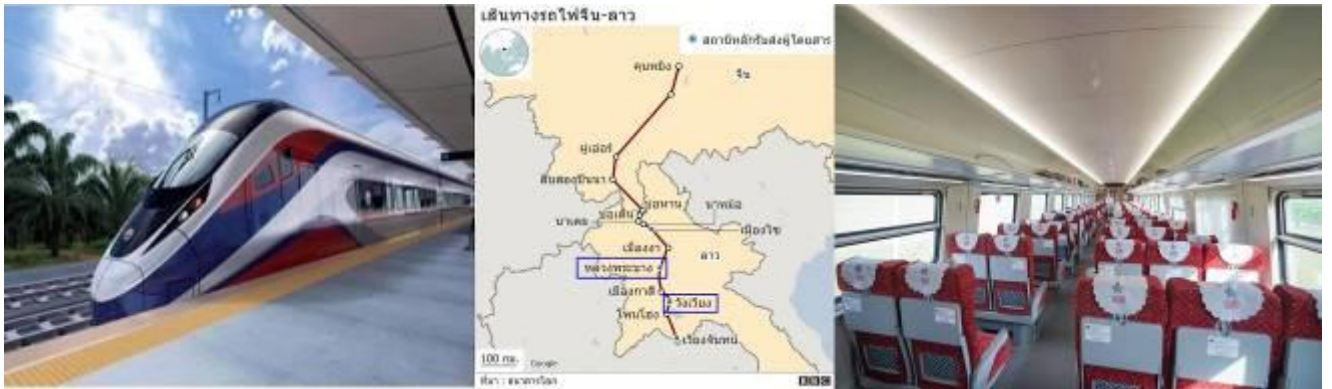 เส้นทางรถไฟจีน-ลาว
สถานีหลักรับส่งผู้โดยสาร
คุนหมิง
จีน
ผู่เอ่อร์
สิบสองปันนา
บ่อหาน
นาหม้อ
บ่อเต็น
นาเตย
เมืองไซ
เมืองงา
ลาว
หลวงพระบาง
เมืองกาสี
วังเวียง
โพนโฮง
เวียงจันทน์
100 กม.
Google
ที่มา : ธนาคารโลก
BBC